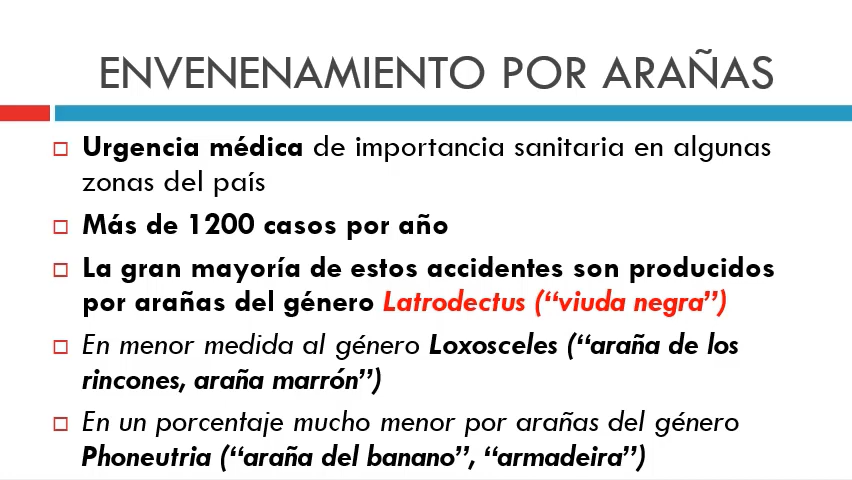 ENVENENAMIENTO POR ARAÑAS
Urgencia médica de importancia sanitaria en algunas
zonas del país
Más de 1200 casos por año
La gran mayoría de estos accidentes son producidos
por arañas del género Latrodectus (“viuda negra”)
En menor medida al género Loxosceles (“araña de los
rincones, araña marrón”)
En un porcentaje mucho menor por arañas del género
Phoneutria (“araña del banano”, “armadeira”)